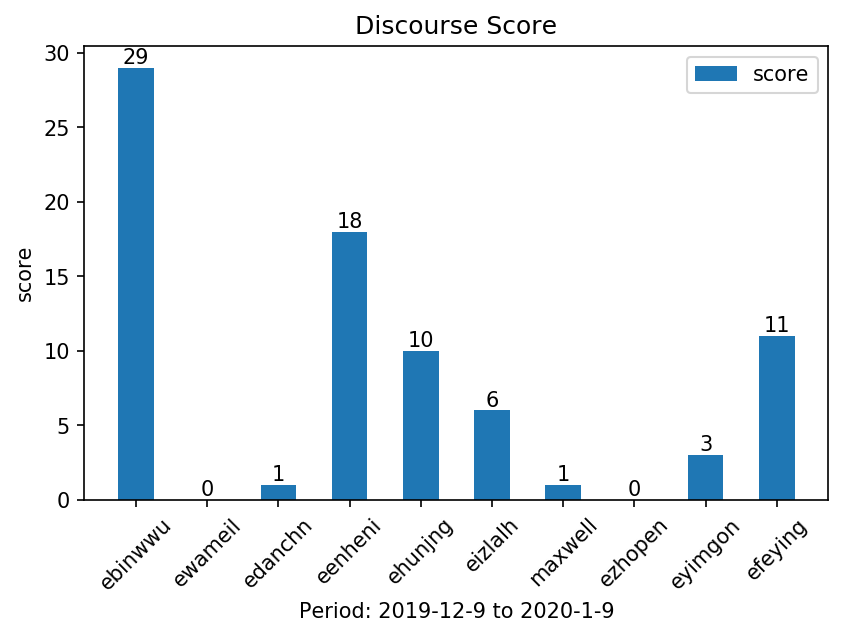 Discourse Score
score
30
25
20
15
10
5
0
score
29
0
1
18
10
6
1
0
3
11
ebinwwu
ewameil
edanchn
eenheni
ehunjng
eizlalh
maxwell
ezhopen
eyimgon
efeying
Period: 2019-12-9 to 2020-1-9